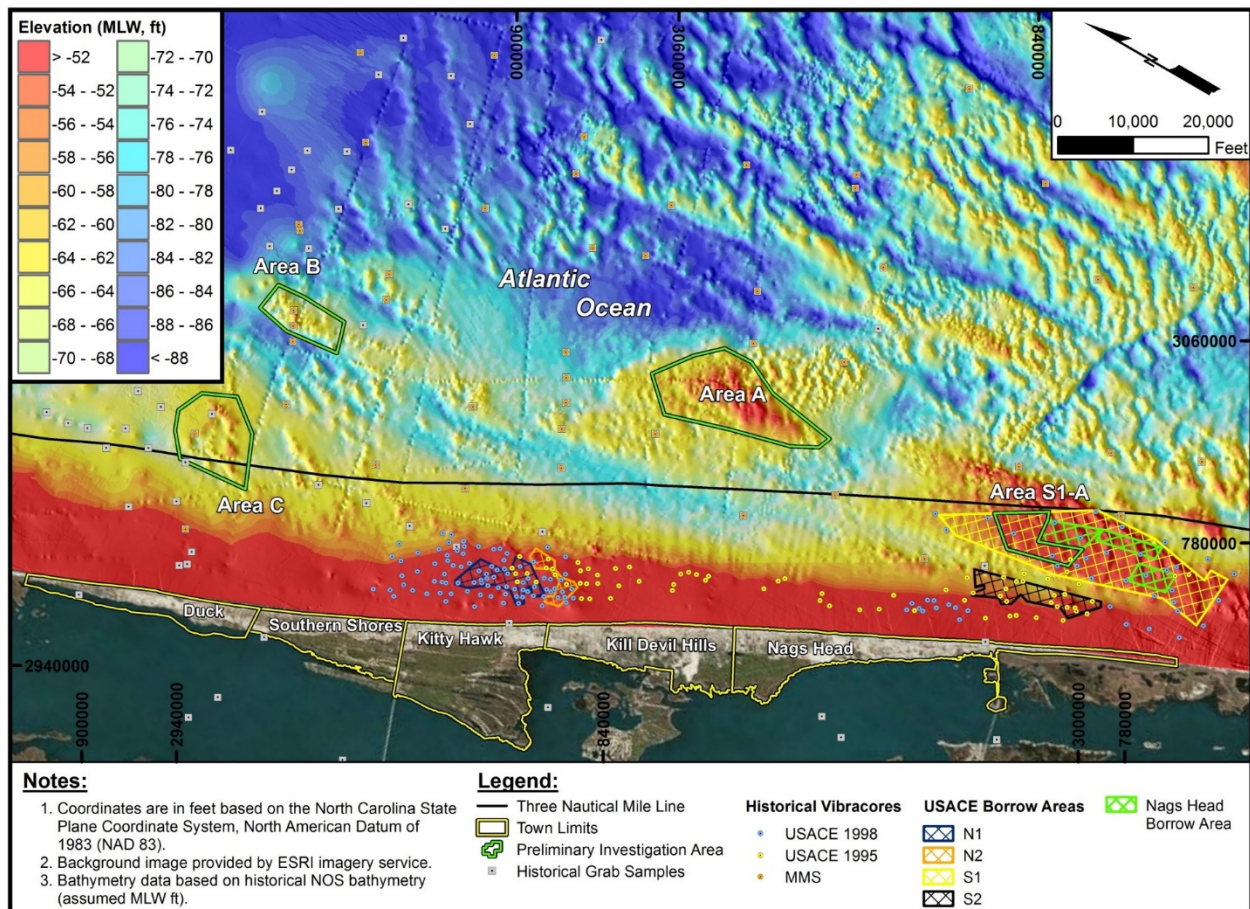 Elevation (MLW, ft)
> -52
-54 - -52
-56 - -54
-58 - -56
-60 - -58
-62 - -60
-64 - -62
-66 - -64
-68 - -66
-70 - -68
-72 - -70
-74 - -72
-76 - -74
-78 - -76
-80 - -78
-82 - -80
-84 - -82
-86 - -84
-88 - -86
< -88
900000
3060000
840000
N
0 10,000 20,000
Feet
Area B
Atlantic
Ocean
3060000
Area A
Area C
Area S1-A
780000
Duck
Southern Shores
Kitty Hawk
Kill Devil Hills
Nags Head
2940000
900000
2940000
840000
3000000
780000
Notes:
1. Coordinates are in feet based on the North Carolina State
Plane Coordinate System, North American Datum of
1983 (NAD 83).
2. Background image provided by ESRI imagery service.
3. Bathymetry data based on historical NOS bathymetry
(assumed MLW ft).
Legend:
Three Nautical Mile Line
Town Limits
Preliminary Investigation Area
Historical Grab Samples
Historical Vibracores
USACE 1998
USACE 1995
MMS
USACE Borrow Areas
N1
N2
S1
S2
Nags Head
Borrow Area